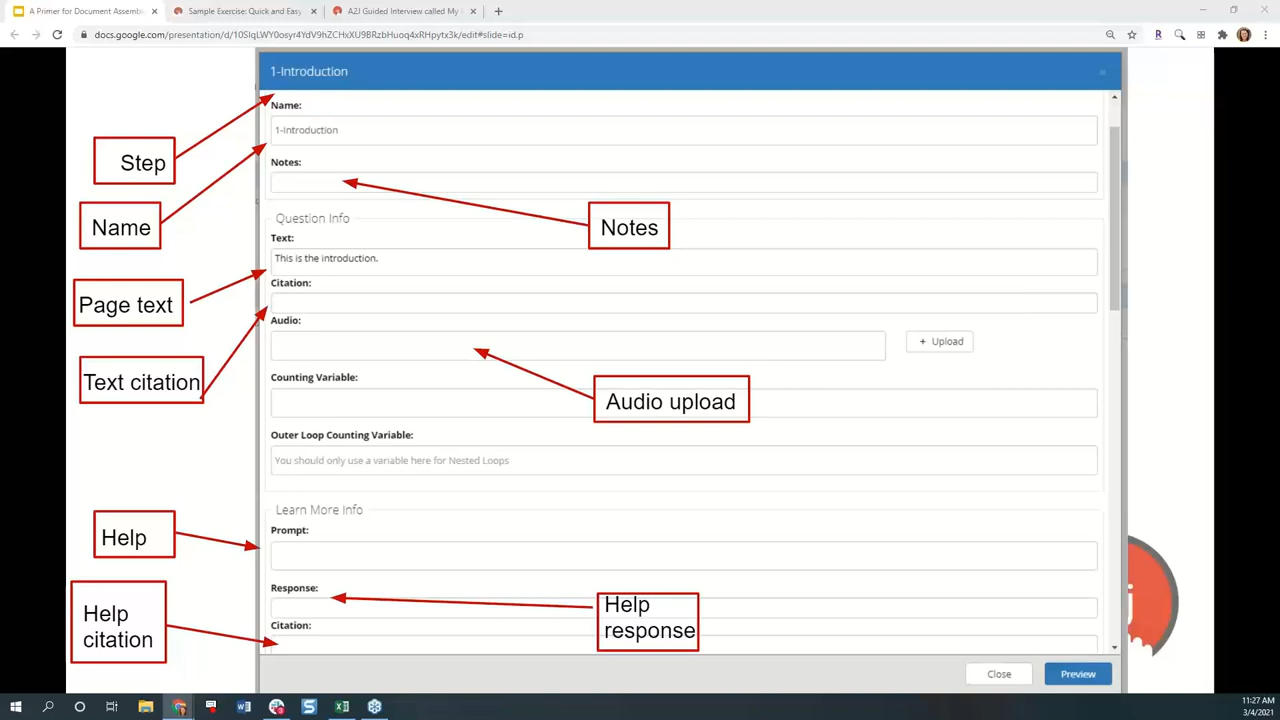 A Primer for Document Assemb
Sample Exercise: Quick and Easy
A2J Guided Interview called My
docs.google.com/presentation/d/10SIqLWY0osyr4YdV9hZCHxXU9BRzbHuoq4xRHpytx3k/edit#slide=id.p
1-Introduction
Name:
1-Introduction
Step
Notes:
Name
Notes
Question Info
Text:
This is the introduction.
Page text
Citation:
Audio:
+ Upload
Text citation
Counting Variable:
Audio upload
Outer Loop Counting Variable:
You should only use a variable here for Nested Loops
Learn More Info
Prompt:
Help
Response:
Help
response
Help
citation
Citation:
Close
Preview
11:27 AM
3/4/2021